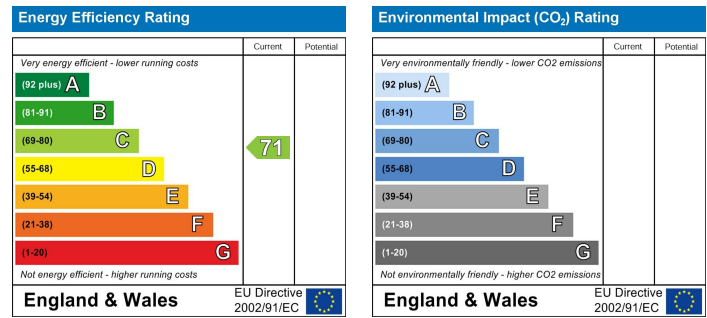 Energy Efficiency Rating
Current Potential
Very energy efficient - lower running costs
(92 plus) A
(81-91) B
(69-80) C
71
(55-68) D
(39-54) E
(21-38) F
(1-20) G
Not energy efficient - higher running costs
England & Wales
EU Directive
2002/91/EC
Environmental Impact (CO₂) Rating
Current Potential
Very environmentally friendly - lower CO2 emissions
(92 plus) A
(81-91) B
(69-80) C
(55-68) D
(39-54) E
(21-38) F
(1-20) G
Not environmentally friendly - higher CO2 emissions
England & Wales
EU Directive
2002/91/EC